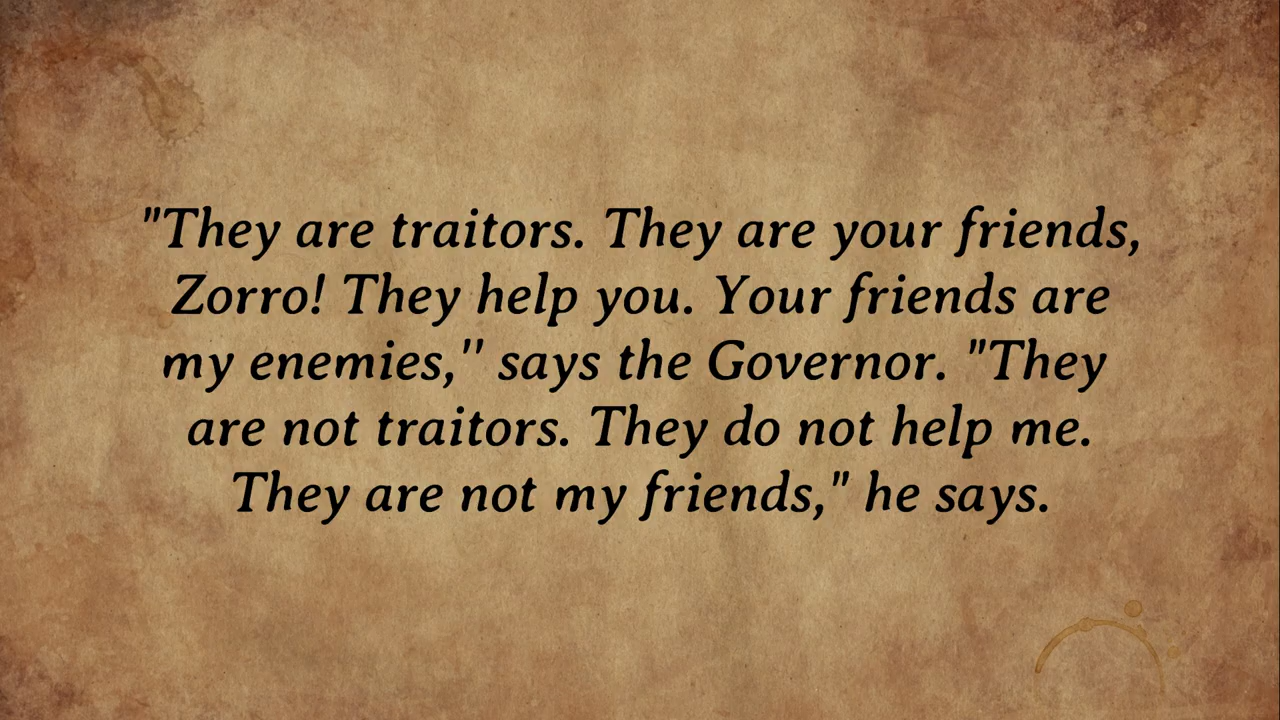 "They are traitors. They are your friends,
Zorro! They help you. Your friends are
my enemies,'' says the Governor. "They
are not traitors. They do not help me.
They are not my friends," he says.